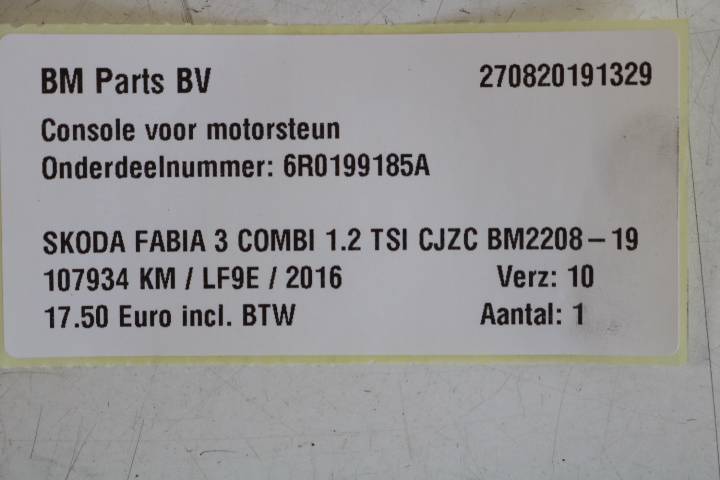 BM Parts BV 270820191329
Console voor motorsteun
Onderdeelnummer: 6R0199185A
SKODA FABIA 3 COMBI 1.2 TSI CJZC BM2208-19
107934 KM / LF9E / 2016 Verz: 10
17.50 Euro incl. BTW Aantal: 1